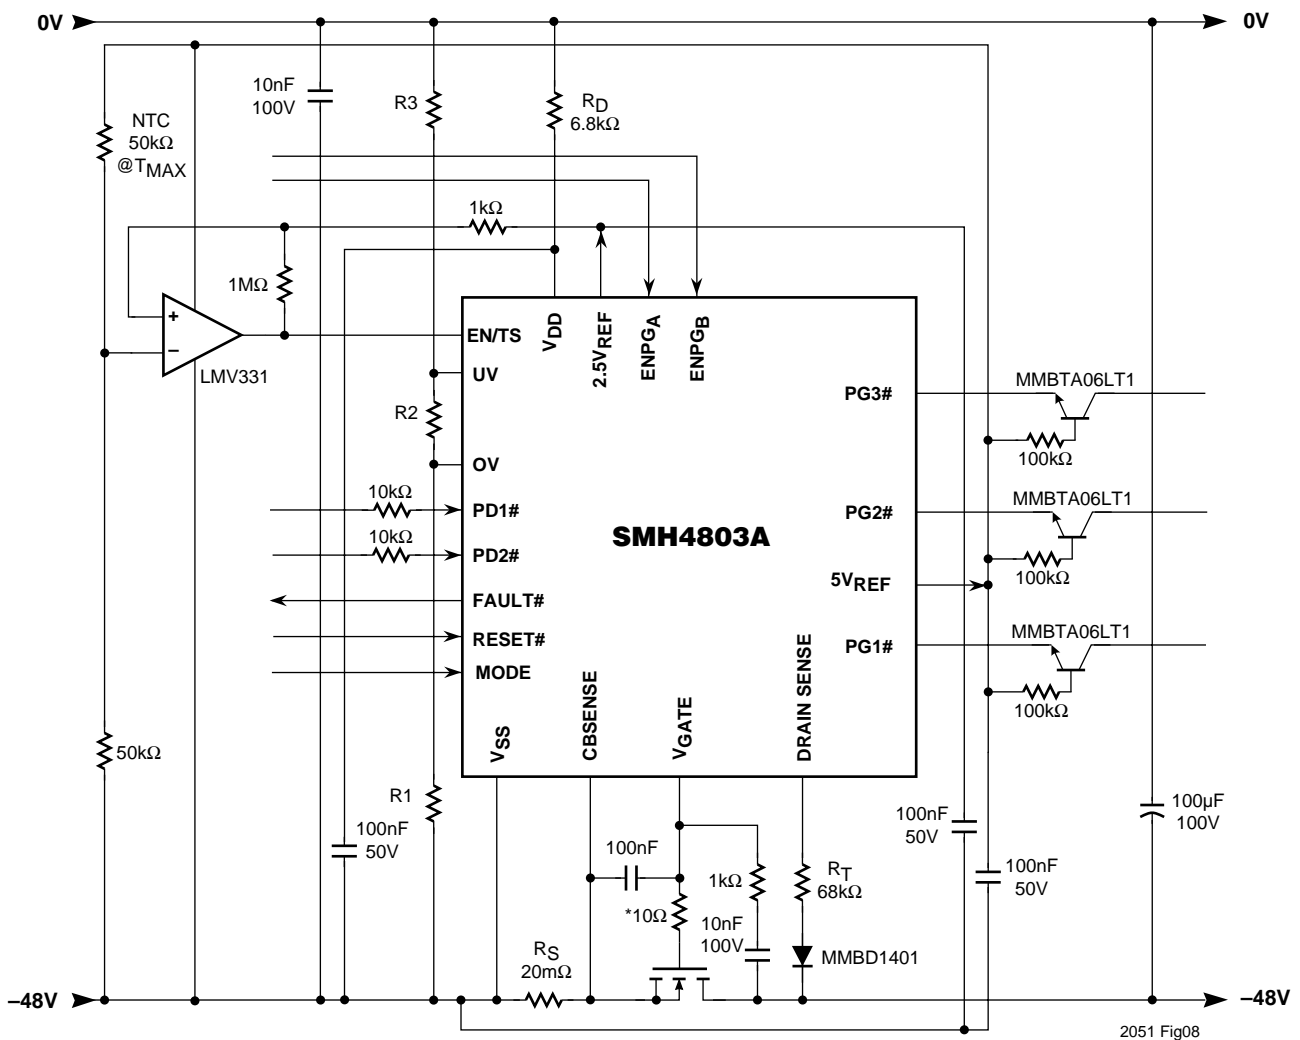 0V
0V
10nF
100V
R3
RD
6.8kΩ
NTC
50kΩ
@TMAX
1kΩ
1MΩ
+
−
LMV331
EN/TS
VDD
2.5VREF
ENPGA
ENPGB
UV
R2
OV
10kΩ
PD1#
10kΩ
PD2#
FAULT#
RESET#
MODE
SMH4803A
PG3#
MMBTA06LT1
100kΩ
PG2#
MMBTA06LT1
100kΩ
5VREF
PG1#
MMBTA06LT1
100kΩ
VSS
CBSENSE
VGATE
DRAIN SENSE
50kΩ
R1
100nF
50V
100nF
*10Ω
1kΩ
10nF
100V
RT
68kΩ
MMBD1401
100nF
50V
100nF
50V
100µF
100V
RS
20mΩ
–48V
–48V
2051 Fig08